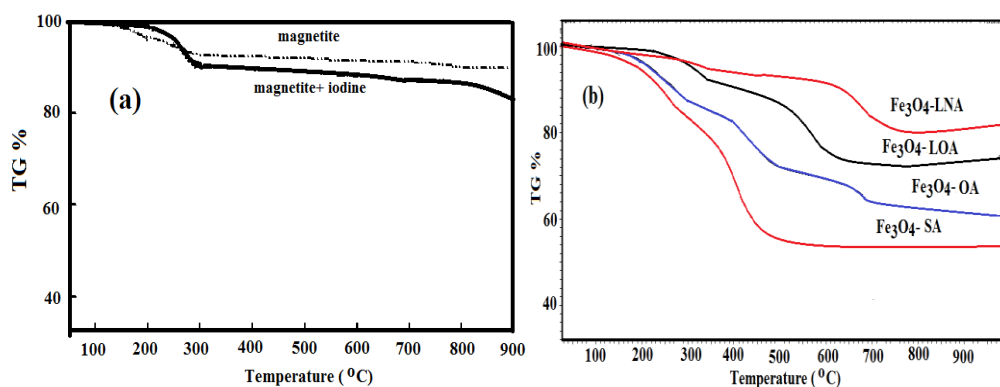 100
80
60
40
TG %
magnetite
(a)
magnetite+ iodine
100 200 300 400 500 600 700 800 900
Temperature ( ⁰C)
100
80
60
40
TG %
(b)
Fe₃O₄-LNA
Fe₃O₄- LOA
Fe₃O₄- OA
Fe₃O₄- SA
100 200 300 400 500 600 700 800 900
Temperature (⁰C)